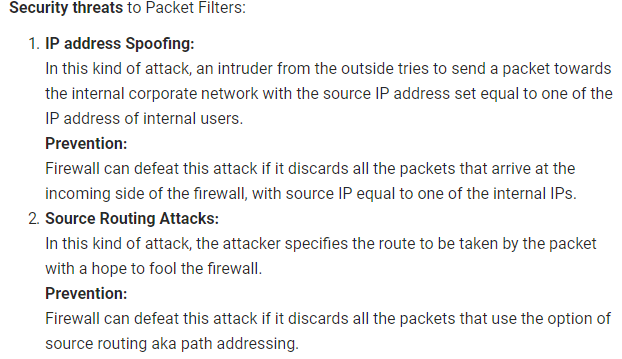 Security threats to Packet Filters:
1. IP address Spoofing:
In this kind of attack, an intruder from the outside tries to send a packet towards
the internal corporate network with the source IP address set equal to one of the
IP address of internal users.
Prevention:
Firewall can defeat this attack if it discards all the packets that arrive at the
incoming side of the firewall, with source IP equal to one of the internal IPs.
2. Source Routing Attacks:
In this kind of attack, the attacker specifies the route to be taken by the packet
with a hope to fool the firewall.
Prevention:
Firewall can defeat this attack if it discards all the packets that use the option of
source routing aka path addressing.